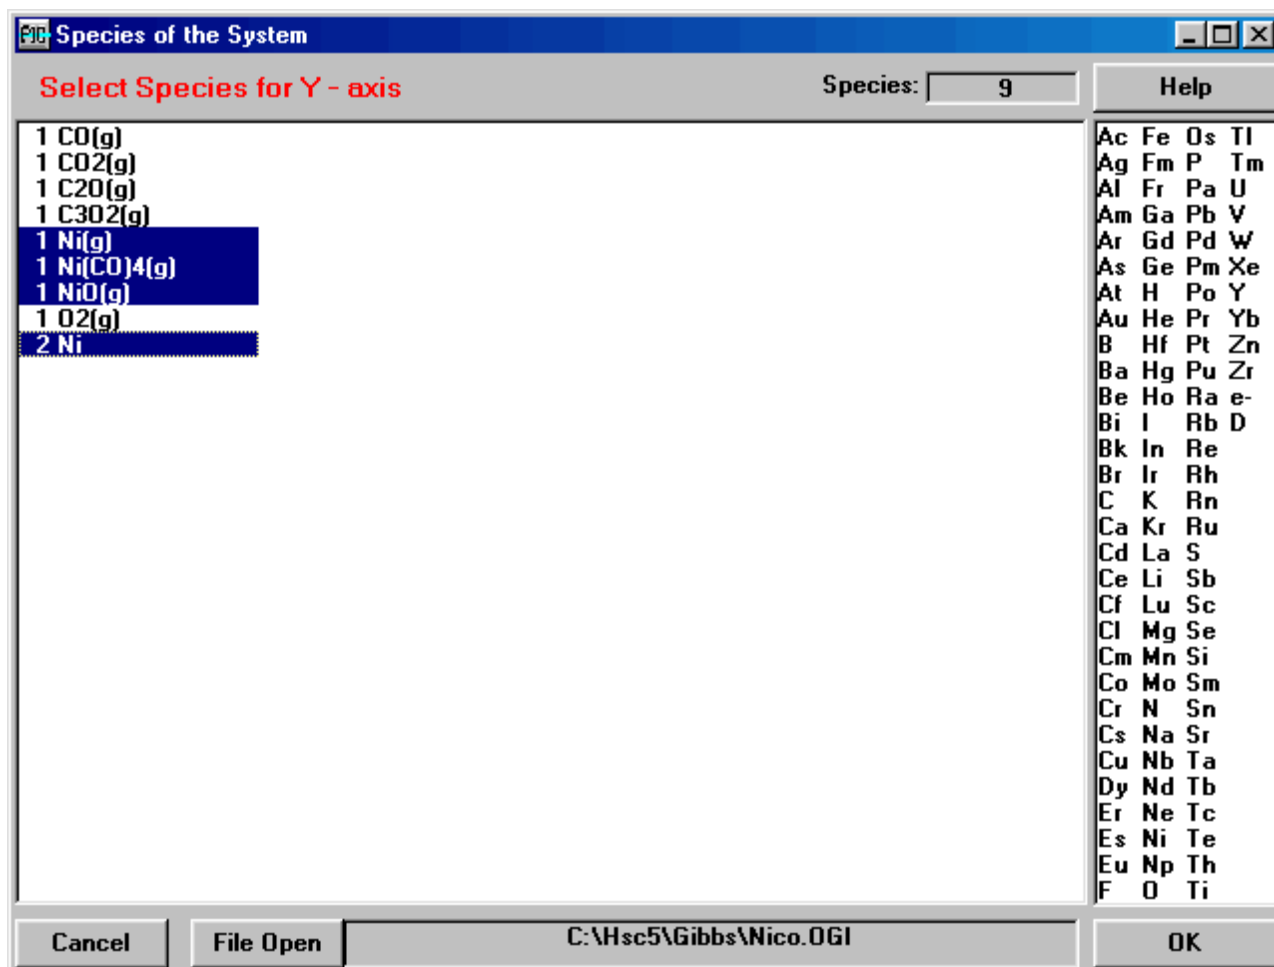 Species of the System
Select Species for Y - axis
Species: 9
Help
1 CO(g)
1 CO2(g)
1 C2O(g)
1 C3O2(g)
1 Ni(g)
1 Ni(CO)4(g)
1 NiO(g)
1 O2(g)
2 Ni
Ac Fe Os Tl
Ag Fm P Tm
Al Fr Pa U
Am Ga Pb V
Ar Gd Pd W
As Ge Pm Xe
At H Po Y
Au He Pr Yb
B Hf Pt Zn
Ba Hg Pu Zr
Be Ho Ra e-
Bi I Rb D
Bk In Re
Br Ir Rh
C K Rn
Ca Kr Ru
Cd La S
Ce Li Sb
Cf Lu Sc
Cl Mg Se
Cm Mn Si
Co Mo Sm
Cr N Sn
Cs Na Sr
Cu Nb Ta
Dy Nd Tb
Er Ne Tc
Es Ni Te
Eu Np Th
F O Ti
Cancel
File Open
C:\Hsc5\Gibbs\Nico.OGI
OK